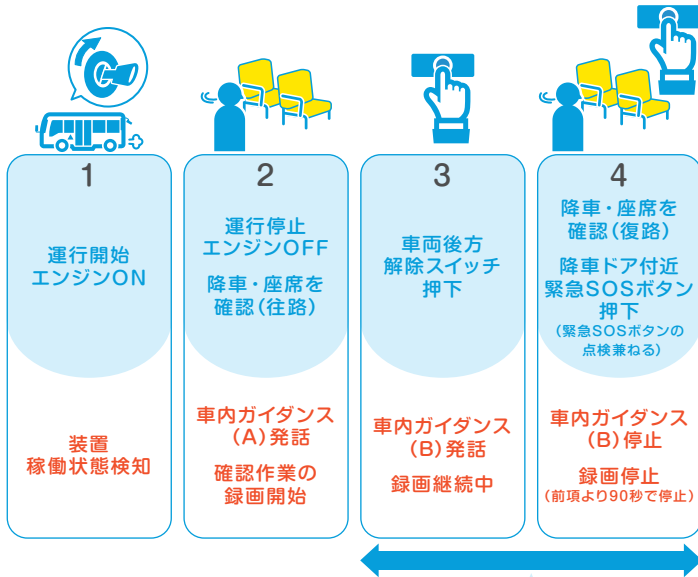 1
運行開始
エンジンON
装置
稼働状態検知
2
運行停止
エンジンOFF
降車・座席を
確認(往路)
車内ガイダンス
(A)発話
確認作業の
録画開始
3
車両後方
解除スイッチ
押下
車内ガイダンス
(B)発話
録画継続中
4
降車・座席を
確認(復路)
降車ドア付近
緊急SOSボタン
押下
(緊急SOSボタンの
点検兼ねる)
車内ガイダンス
(B)停止
録画停止
(前項より90秒で停止)